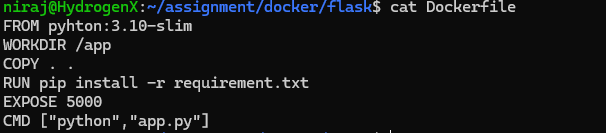 niraj@HydrogenX:~/assignment/docker/flask$ cat Dockerfile
FROM pyhton:3.10-slim
WORKDIR /app
COPY . .
RUN pip install -r requirement.txt
EXPOSE 5000
CMD ["python","app.py"]